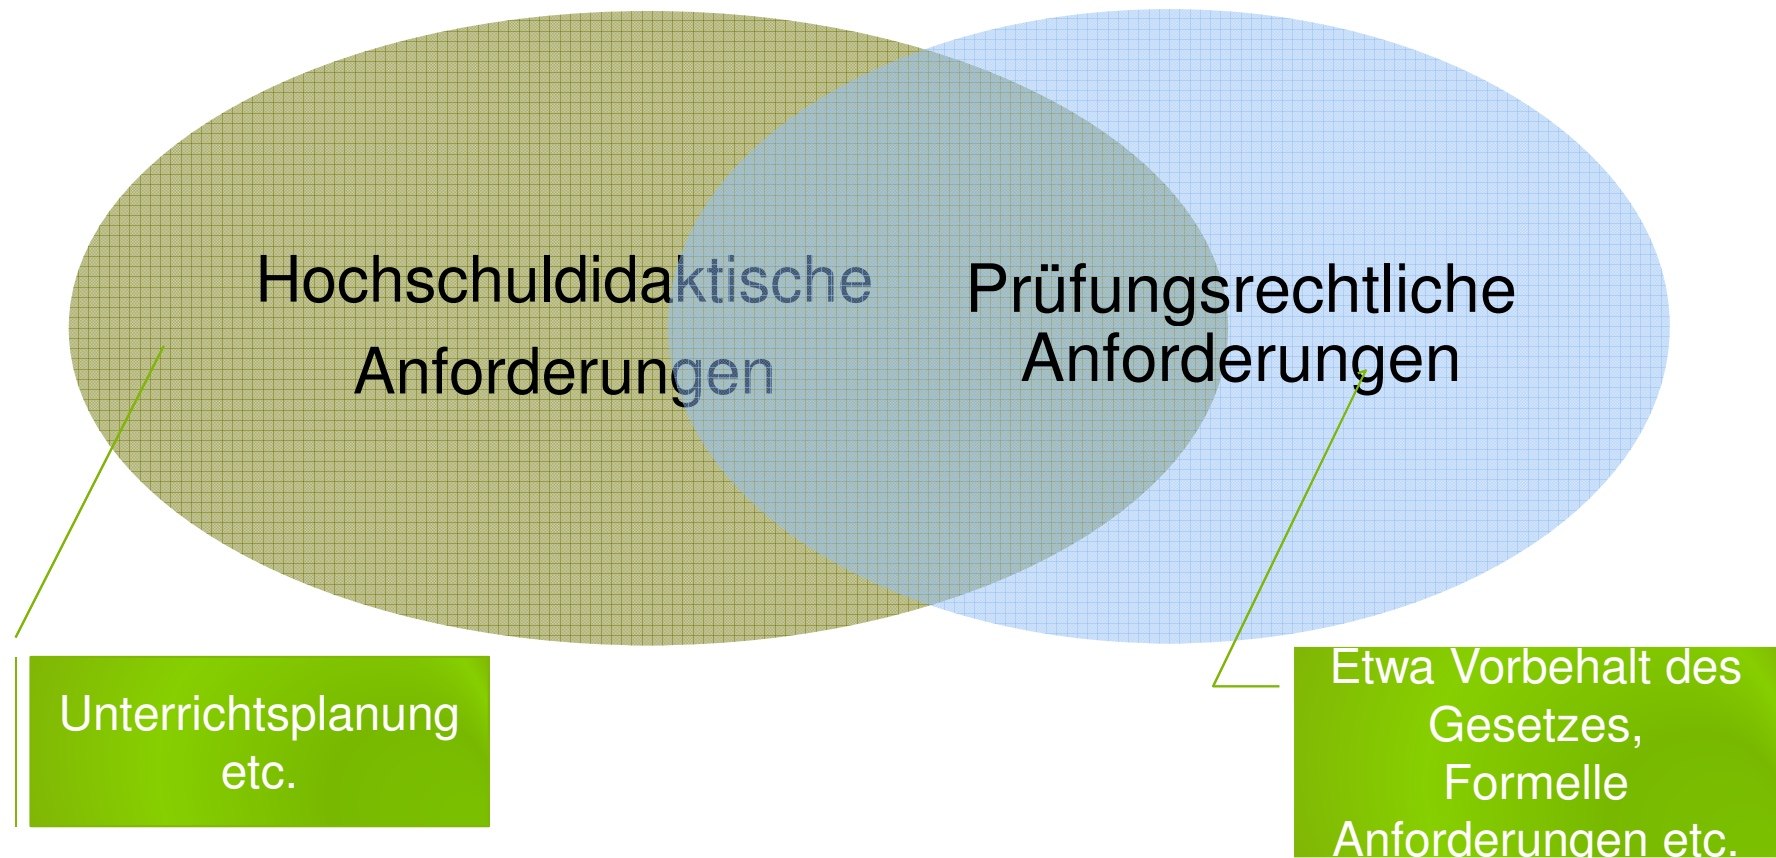 Hochschuldidaktische
Anforderungen
Prüfungsrechtliche
Anforderungen
Unterrichtsplanung
etc.
Etwa Vorbehalt des
Gesetzes,
Formelle
Anforderungen etc.